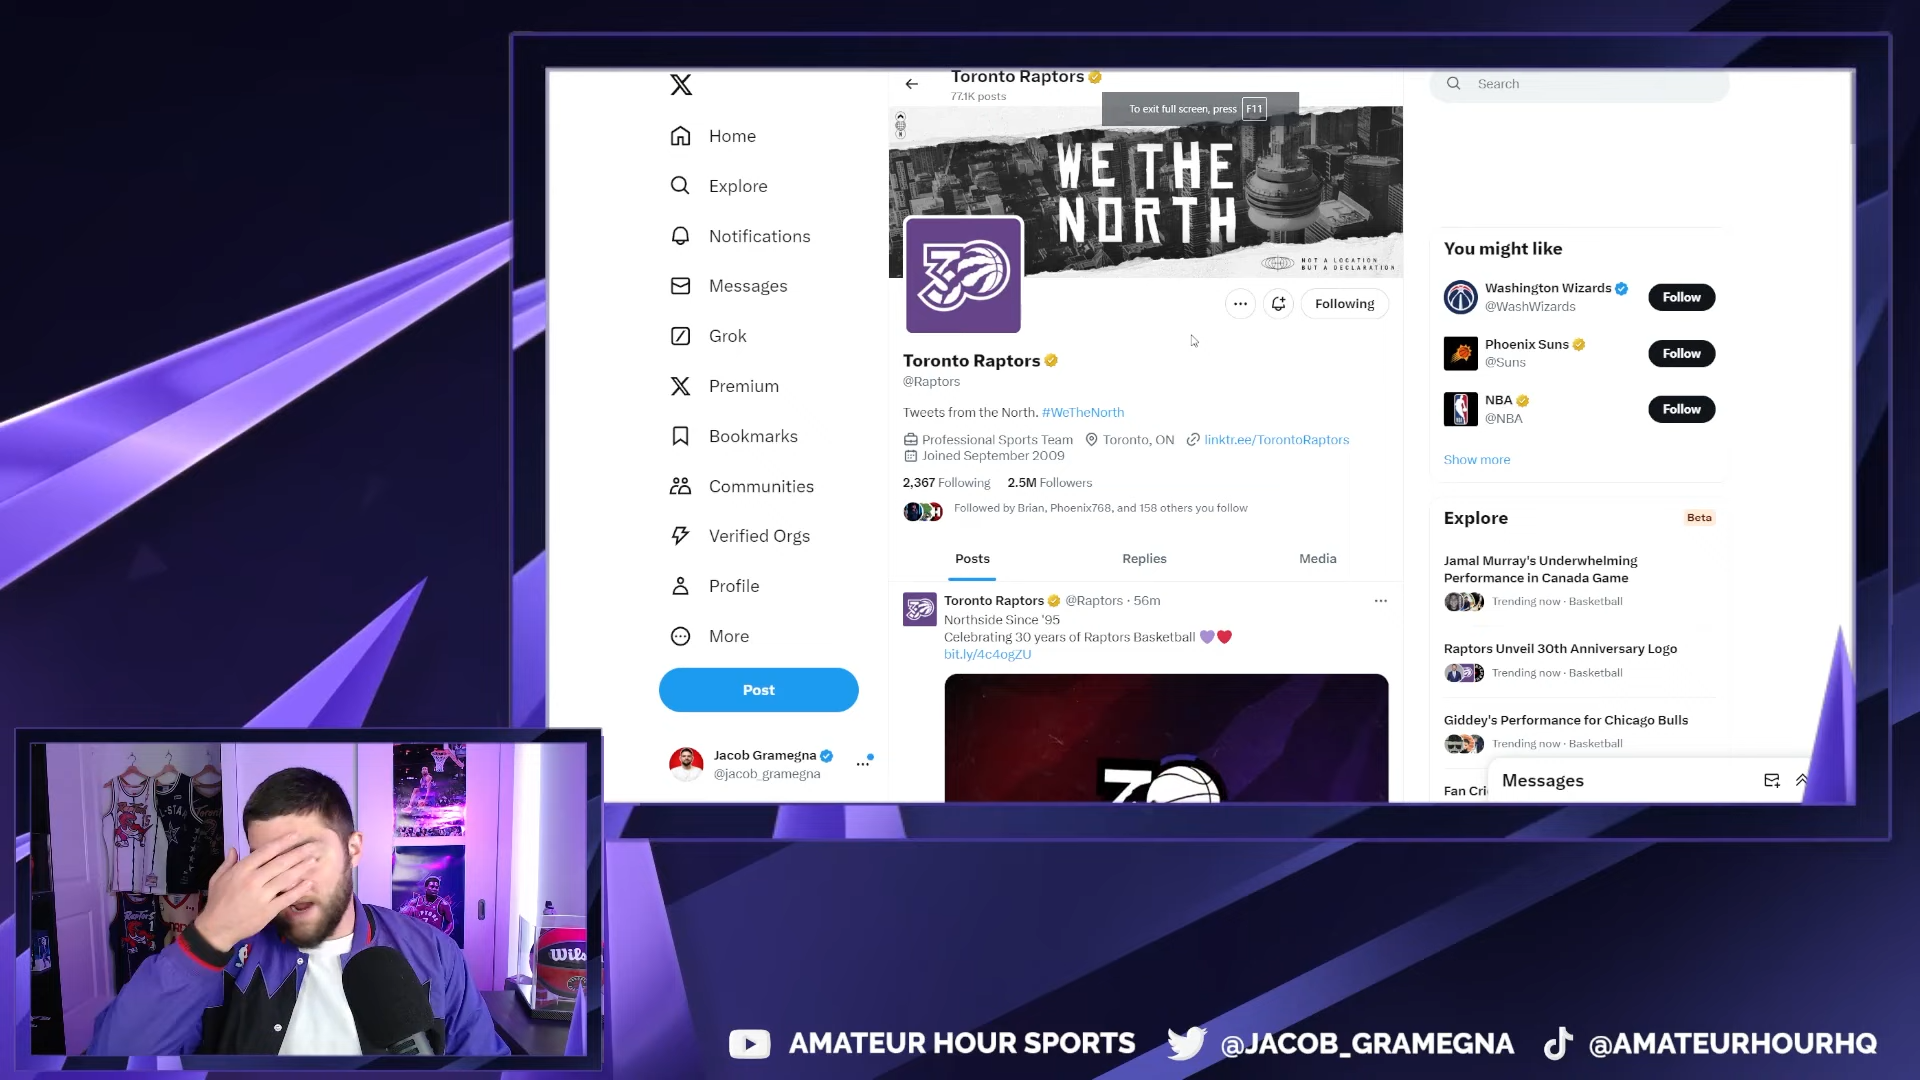 Toronto Raptors
77.1K posts
To exit full screen, press F11
Search
WE THE
NORTH
NOT A LOCATION
BUT A DECLARATION
Home
Explore
Notifications
Messages
Grok
Premium
Bookmarks
Communities
Verified Orgs
Profile
More
Post
Jacob Gramegna
@jacob_gramegna
30
Following
Toronto Raptors
@Raptors
Tweets from the North. #WeTheNorth
Professional Sports Team Toronto, ON linktr.ee/TorontoRaptors
Joined September 2009
2,367 Following 2.5M Followers
Followed by Brian, Phoenix768, and 158 others you follow
Posts Replies Media
Toronto Raptors @Raptors · 56m
Northside Since '95
Celebrating 30 years of Raptors Basketball
bit.ly/4c4ogZU
30
You might like
Washington Wizards
@WashWizards
Follow
Phoenix Suns
@Suns
Follow
NBA
@NBA
Follow
Show more
Explore Beta
Jamal Murray's Underwhelming
Performance in Canada Game
Trending now · Basketball
Raptors Unveil 30th Anniversary Logo
Trending now · Basketball
Giddey's Performance for Chicago Bulls
Trending now · Basketball
Fan Cri
Messages
AMATEUR HOUR SPORTS
@JACOB_GRAMEGNA
@AMATEURHOURHQ